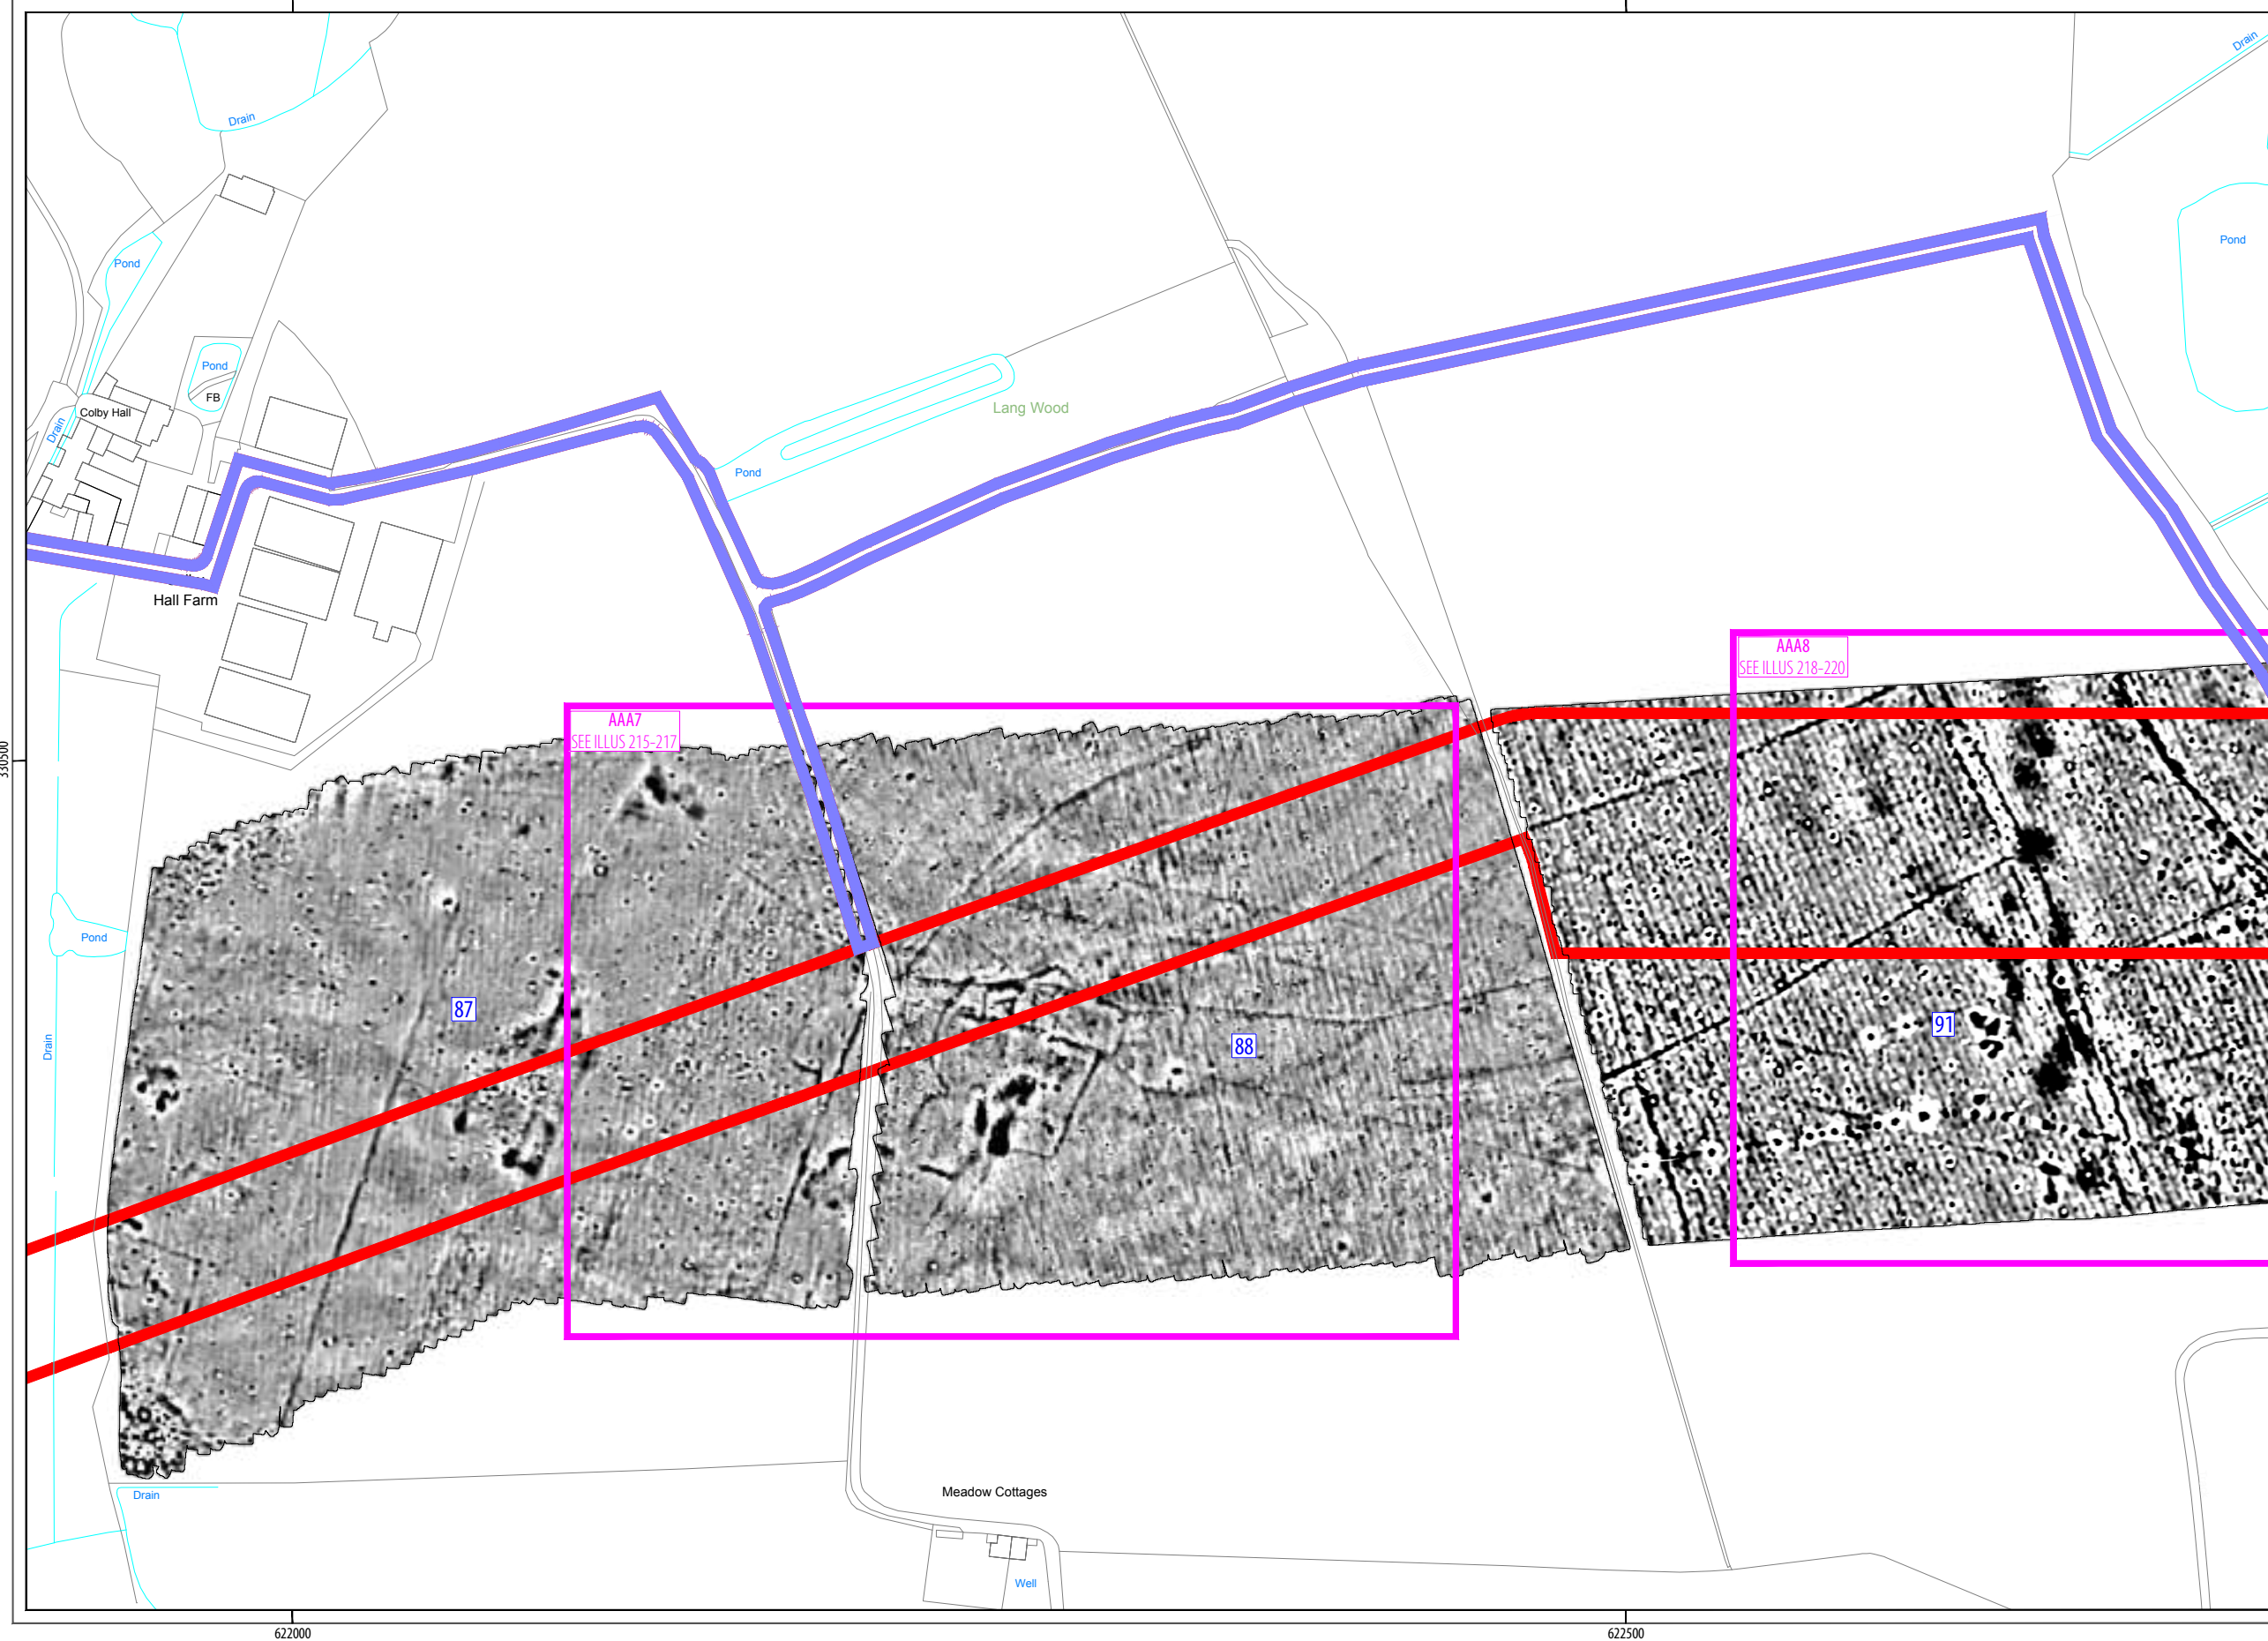 Drain
Drain
Pond
Pond
Pond
FB
Colby Hall
Drain
Lang Wood
Pond
Hall Farm
AAA8
SEE ILLUS 218-220
AAA7
SEE ILLUS 215-217
330500
Pond
87
91
88
Drain
Meadow Cottages
Drain
Well
622000
622500